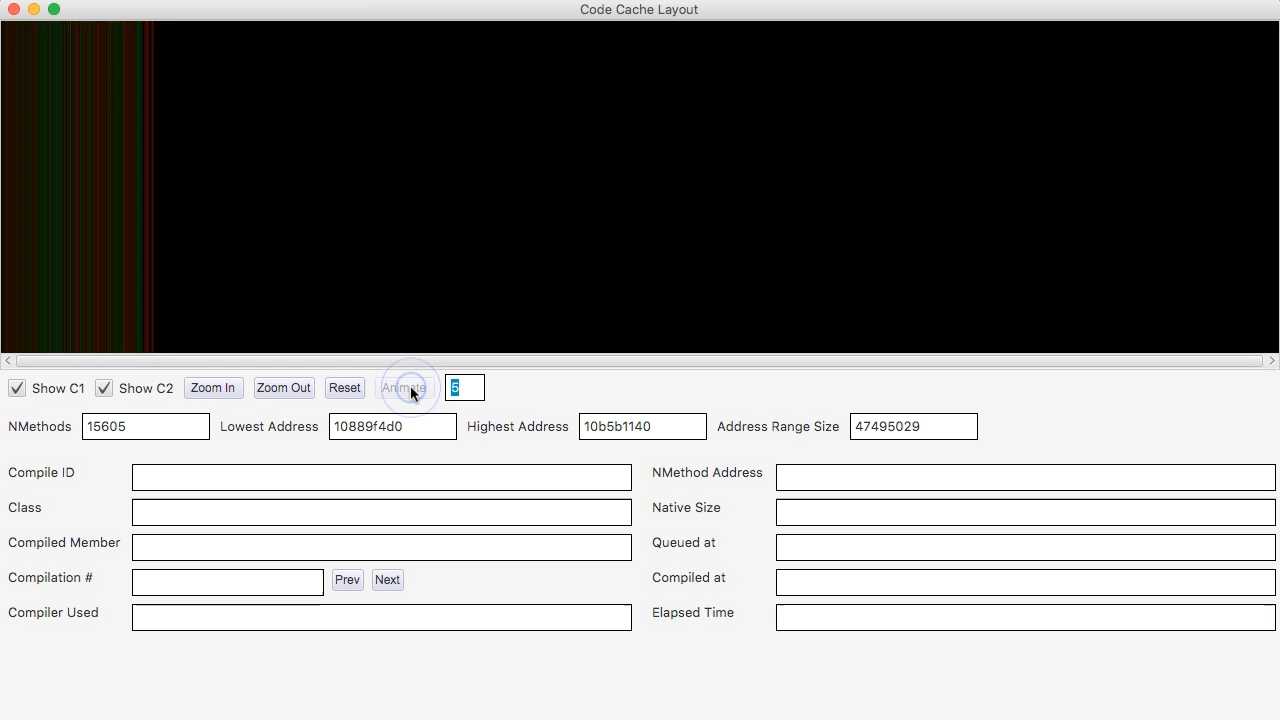 Code Cache Layout
Show C1 Show C2 Zoom In Zoom Out Reset Animate 5
NMethods 15605 Lowest Address 10889f4d0 Highest Address 10b5b1140 Address Range Size 47495029
Compile ID NMethod Address
Class Native Size
Compiled Member Queued at
Compilation # Prev Next Compiled at
Compiler Used Elapsed Time